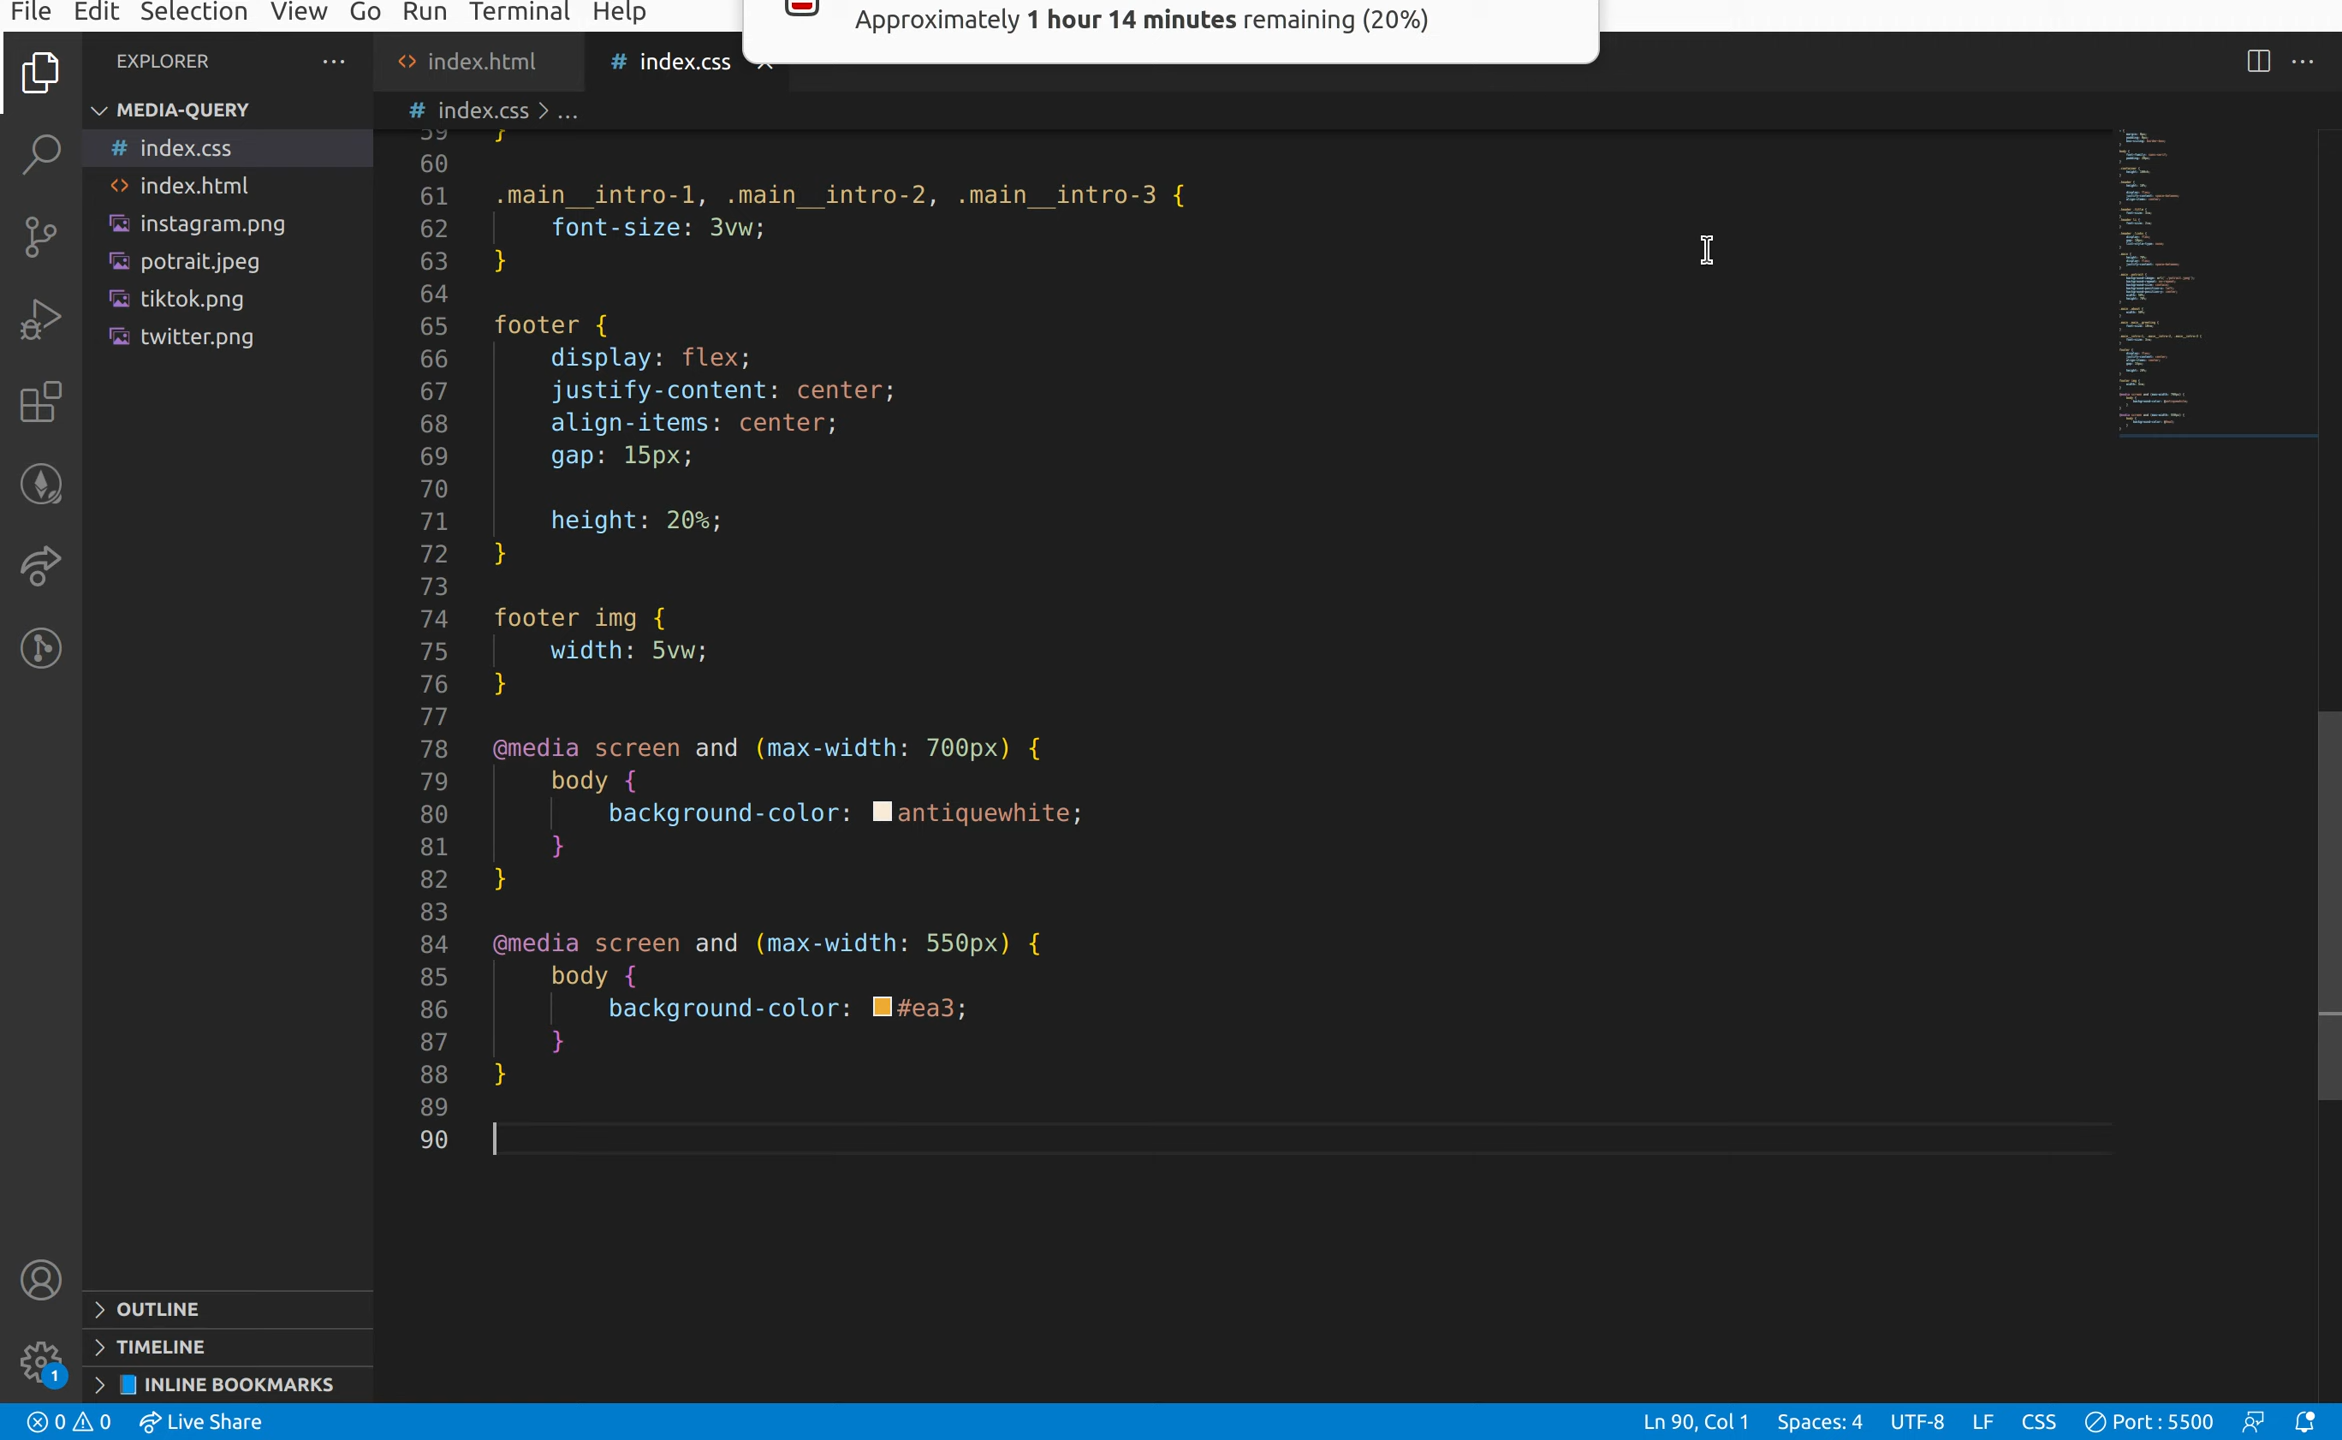 File Edit Selection View Go Run Terminal Help
Approximately 1 hour 14 minutes remaining (20%)
EXPLORER
index.html
# index.css
MEDIA-QUERY
# index.css
index.html
instagram.png
potrait.jpeg
tiktok.png
twitter.png
# index.css > ...
59 }
60
61 .main__intro-1, .main__intro-2, .main__intro-3 {
62 font-size: 3vw;
63 }
64
65 footer {
66 display: flex;
67 justify-content: center;
68 align-items: center;
69 gap: 15px;
70
71 height: 20%;
72 }
73
74 footer img {
75 width: 5vw;
76 }
77
78 @media screen and (max-width: 700px) {
79 body {
80 background-color: antiquewhite;
81 }
82 }
83
84 @media screen and (max-width: 550px) {
85 body {
86 background-color: #ea3;
87 }
88 }
89
90
OUTLINE
TIMELINE
INLINE BOOKMARKS
1
0 0 Live Share
Ln 90, Col 1 Spaces: 4 UTF-8 LF CSS Port : 5500